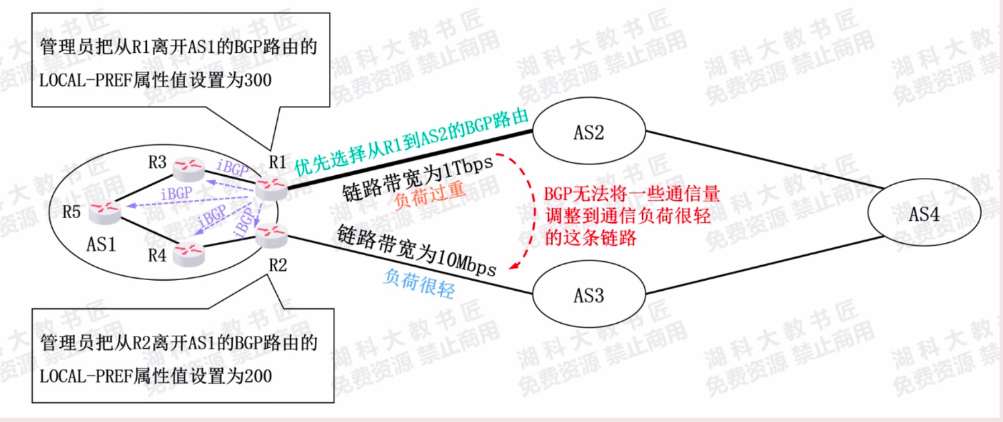 管理员把从R1离开AS1的BGP路由的
LOCAL-PREF属性值设置为300
优先选择从R1到AS2的BGP路由
AS2
R3
iBGP
R1
链路带宽为1Tbps
负荷过重
iBGP
R5
iBGP
iBGP
AS1
R4
R2
BGP无法将一些通信量
调整到通信负荷很轻
的这条链路
AS4
链路带宽为10Mbps
负荷很轻
AS3
管理员把从R2离开AS1的BGP路由的
LOCAL-PREF属性值设置为200
湖科大教书匠
免费资源 禁止商用
湖科大教书匠
免费资源 禁止商用
湖科大教书匠
免费资源 禁止商用
湖科大教书匠
免费资源 禁止商用